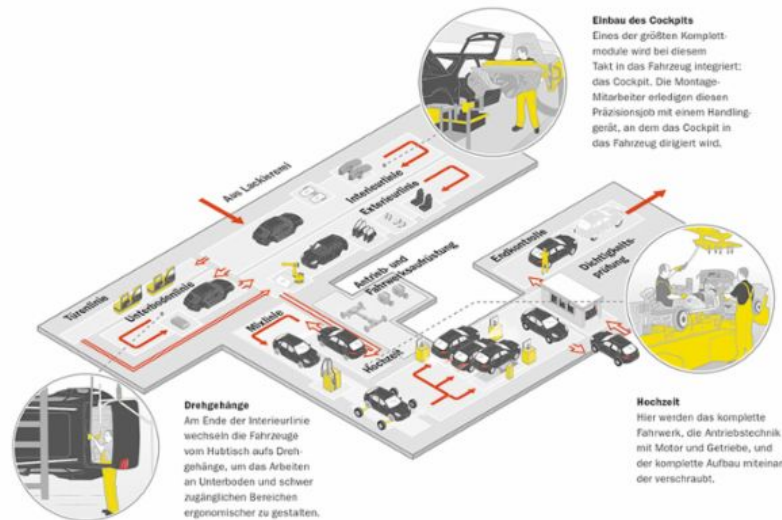 Einbau des Cockpits
Eines der größten Komplett-
module wird bei diesem
Takt in das Fahrzeug integriert:
das Cockpit. Die Montage-
Mitarbeiter erledigen diesen
Präzisionsjob mit einem Handling-
gerät, an dem das Cockpit in
das Fahrzeug dirigiert wird.
Aus Lackiererei
Interieurlinie
Exterieurlinie
Türenlinie
Unterbodenlinie
Antrieb- und
Fahrwerksaufrüstung
Mixlinie
Hochzeit
Endkontrolle
Dichtigkeits-
prüfung
Drehgehänge
Am Ende der Interieurlinie
wechseln die Fahrzeuge
vom Hubtisch aufs Dreh-
gehänge, um das Arbeiten
an Unterboden und schwer
zugänglichen Bereichen
ergonomischer zu gestalten.
Hochzeit
Hier werden das komplette
Fahrwerk, die Antriebstechnik
mit Motor und Getriebe, und
der komplette Aufbau miteinan
der verschraubt.